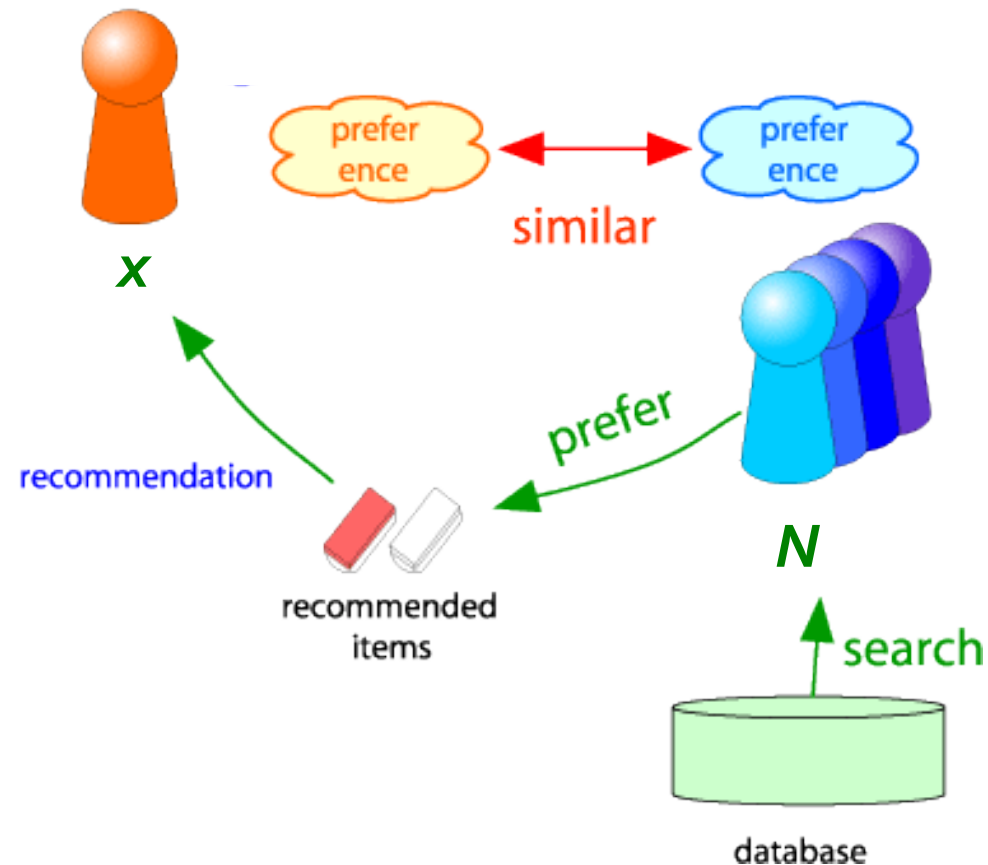 prefer
ence
prefer
ence
similar
x
prefer
recommendation
N
recommended
items
search
database